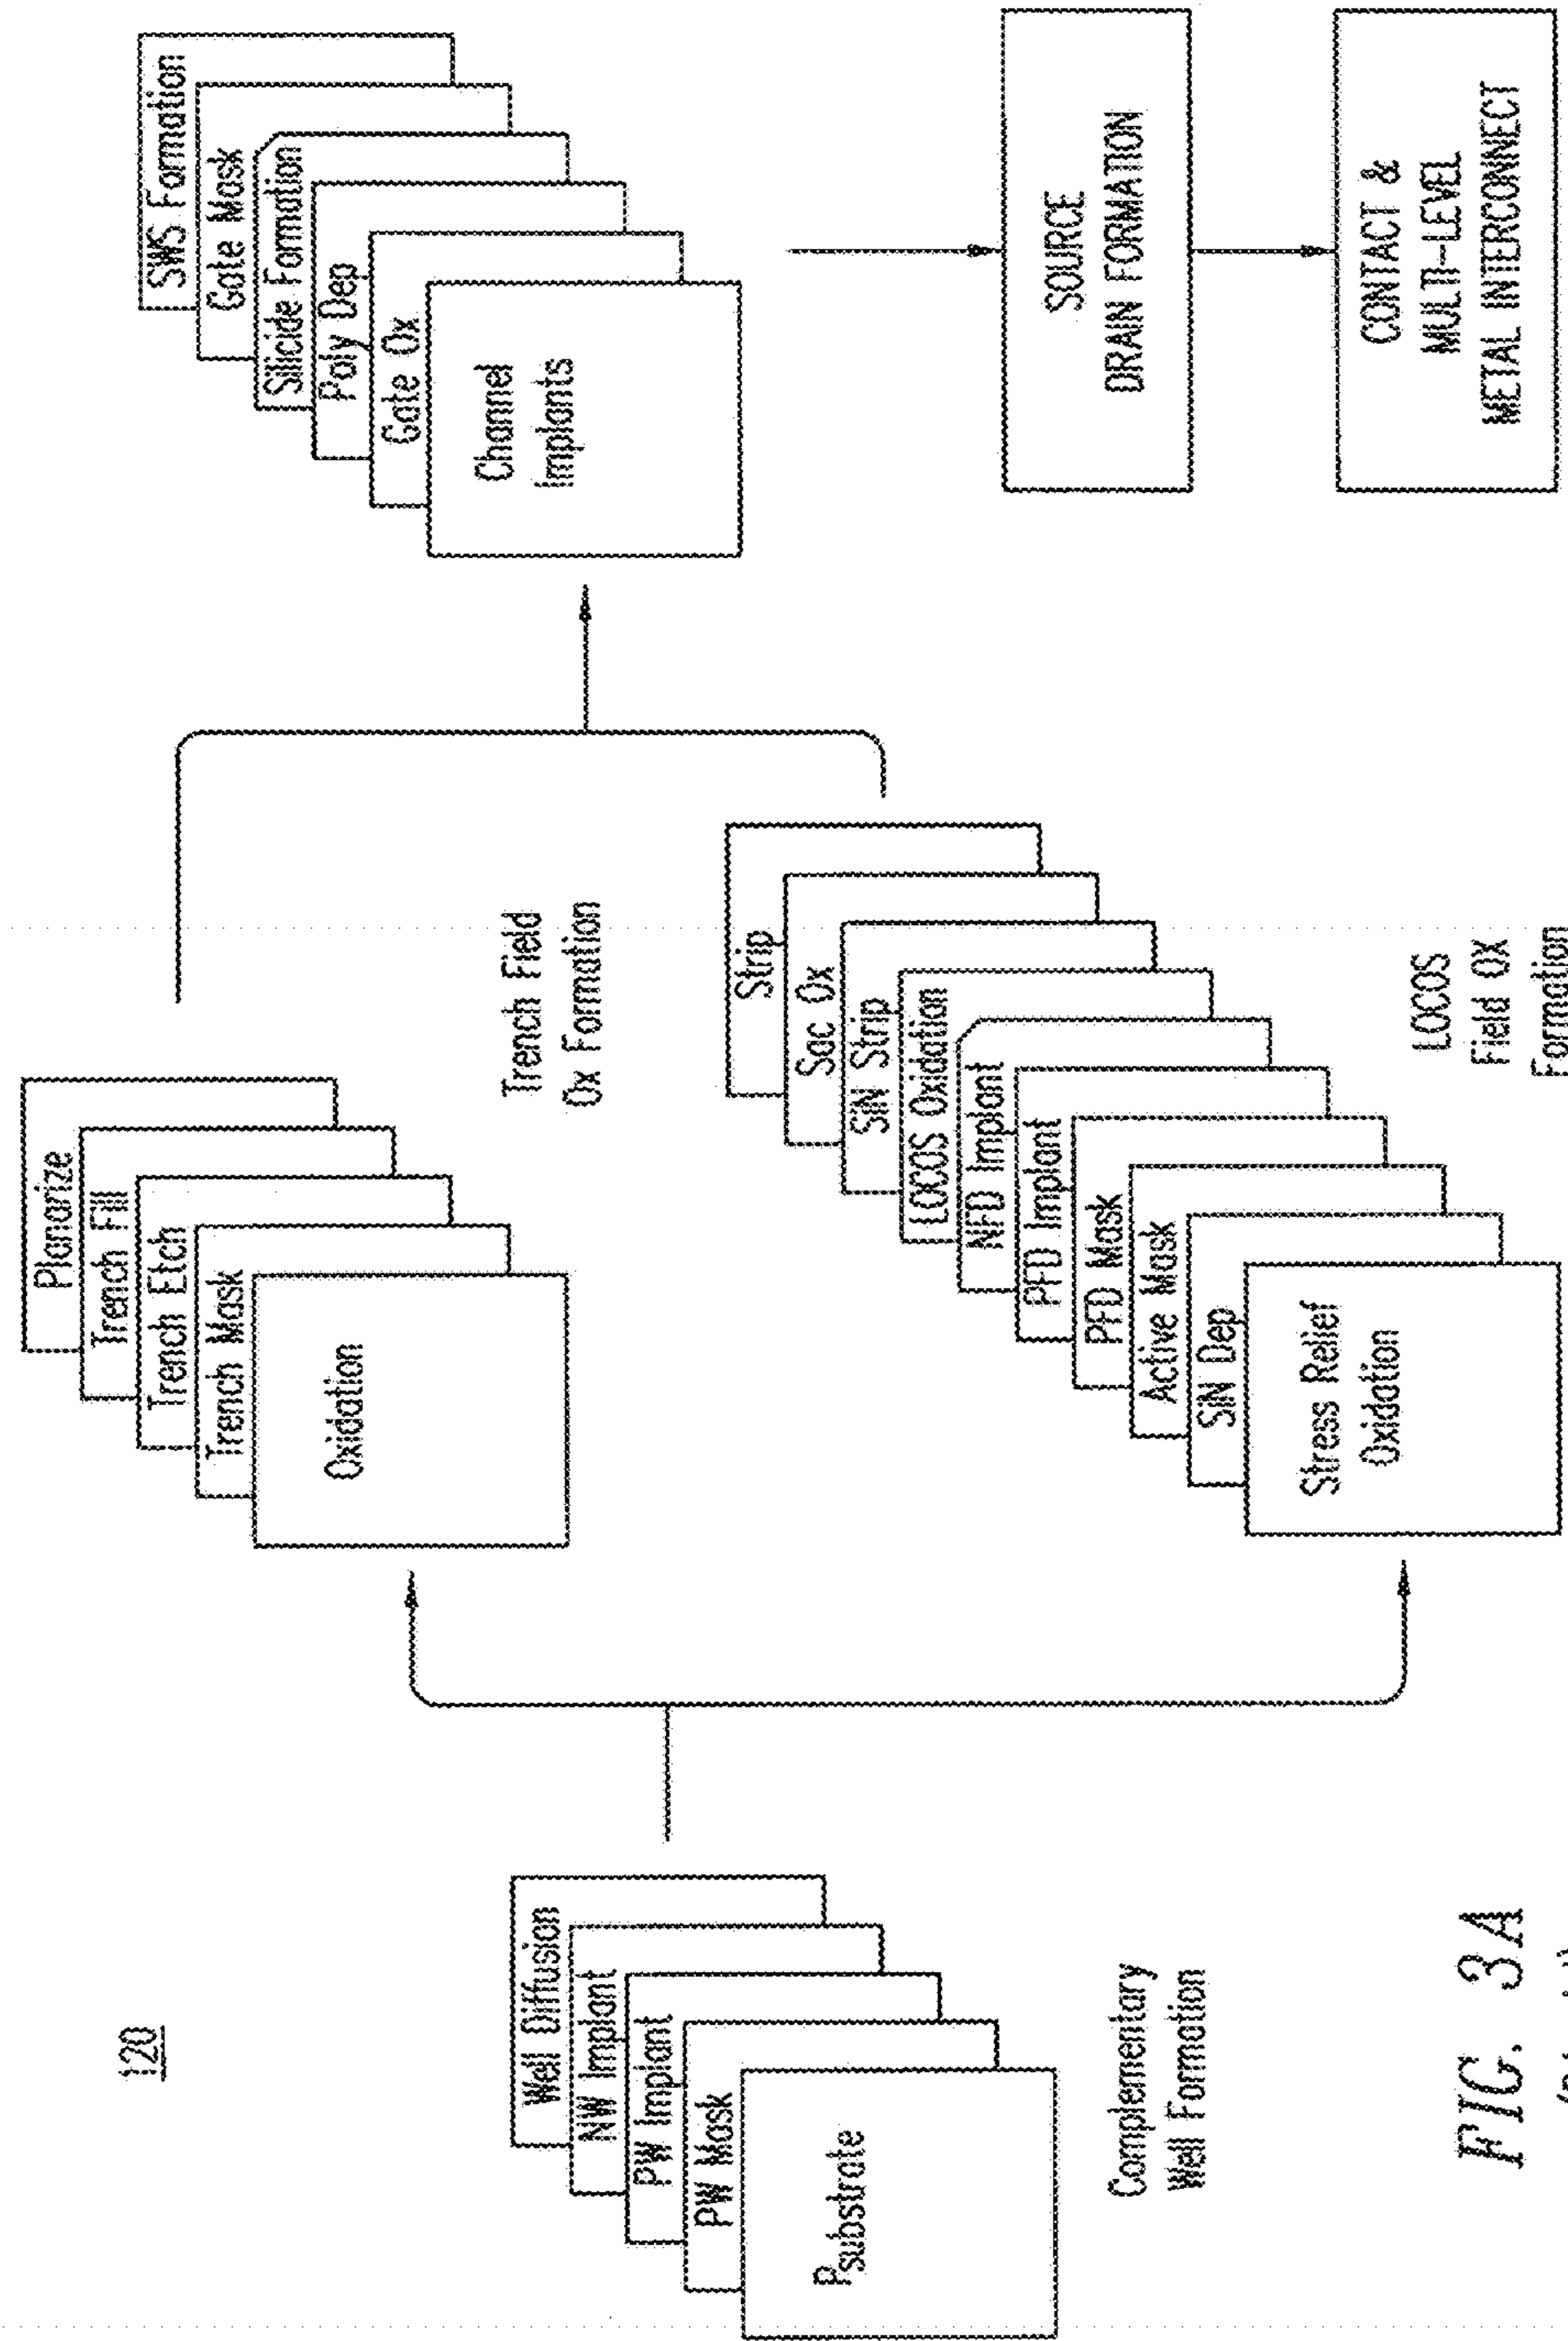 120
Well Diffusion
NW Implant
PW Implant
PW Mask
Psubstrate
Complementary
Well Formation
Planarize
Trench Fill
Trench Etch
Trench Mask
Oxidation
Trench Field
Ox Formation
Strip
Sac Ox
SiN Strip
LOCOS Oxidation
NFD Implant
PFD Implant
PFD Mask
Active Mask
SiN Dep
Stress Relief
Oxidation
LOCOS
Field OX
Formation
SWS Formation
Gate Mask
Silicide Formation
Poly Dep
Gate Ox
Channel
Implants
SOURCE
DRAIN FORMATION
CONTACT &
MULTI-LEVEL
METAL INTERCONNECT
FIG. 3A